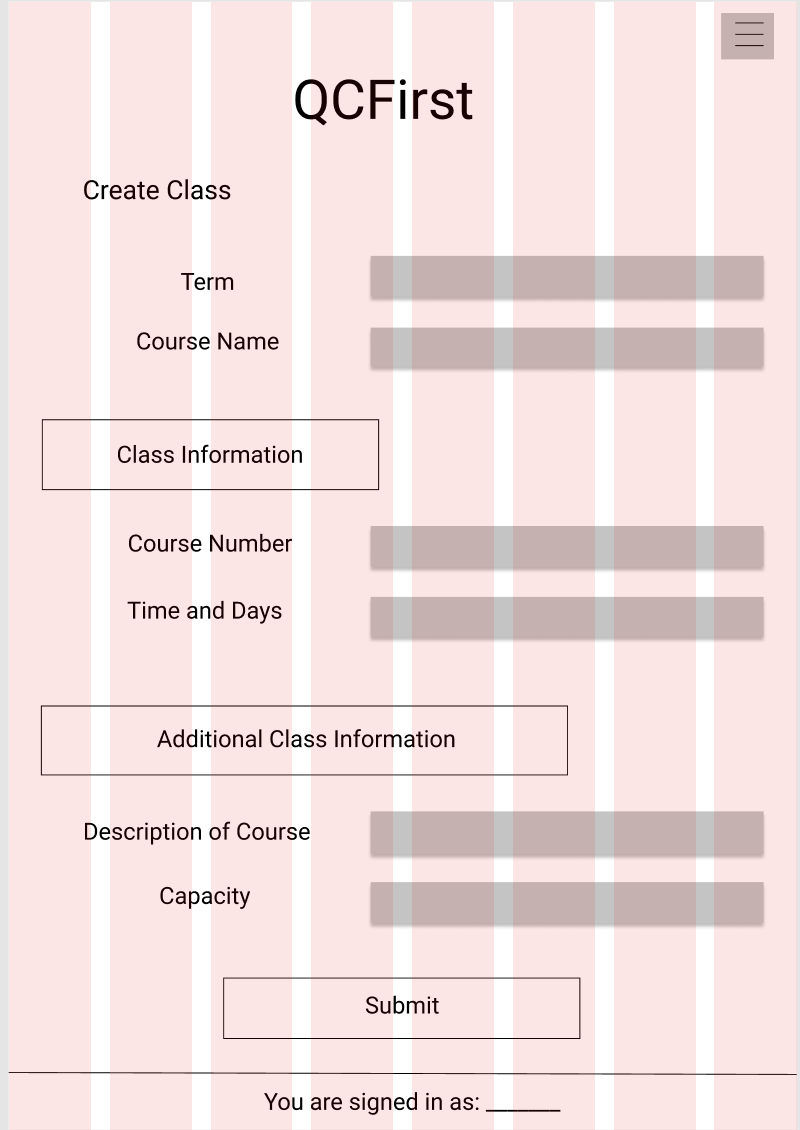 QCFirst
Create Class
Term
Course Name
Class Information
Course Number
Time and Days
Additional Class Information
Description of Course
Capacity
Submit
You are signed in as: ______